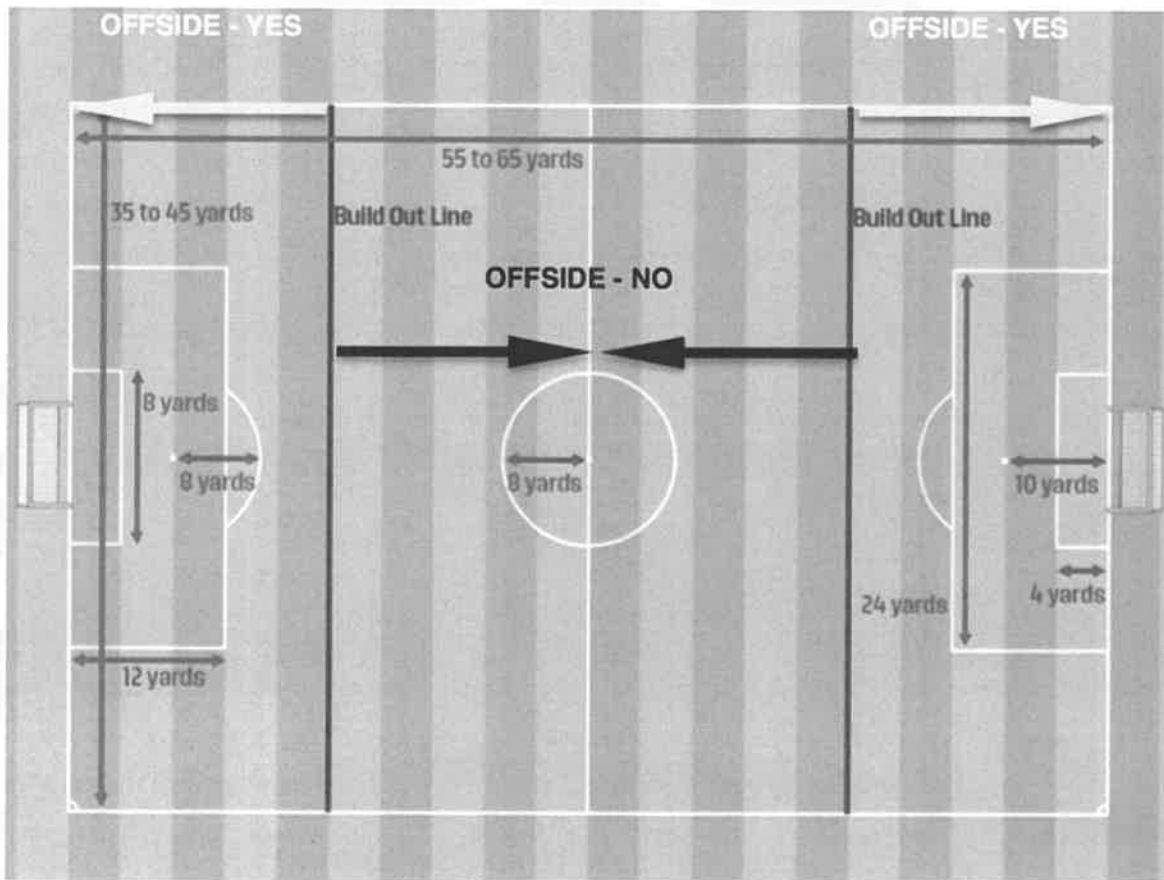 OFFSIDE - YES
OFFSIDE - YES
55 to 65 yards
35 to 45 yards
Build Out Line
Build Out Line
OFFSIDE - NO
8 yards
8 yards
8 yards
10 yards
24 yards
4 yards
12 yards